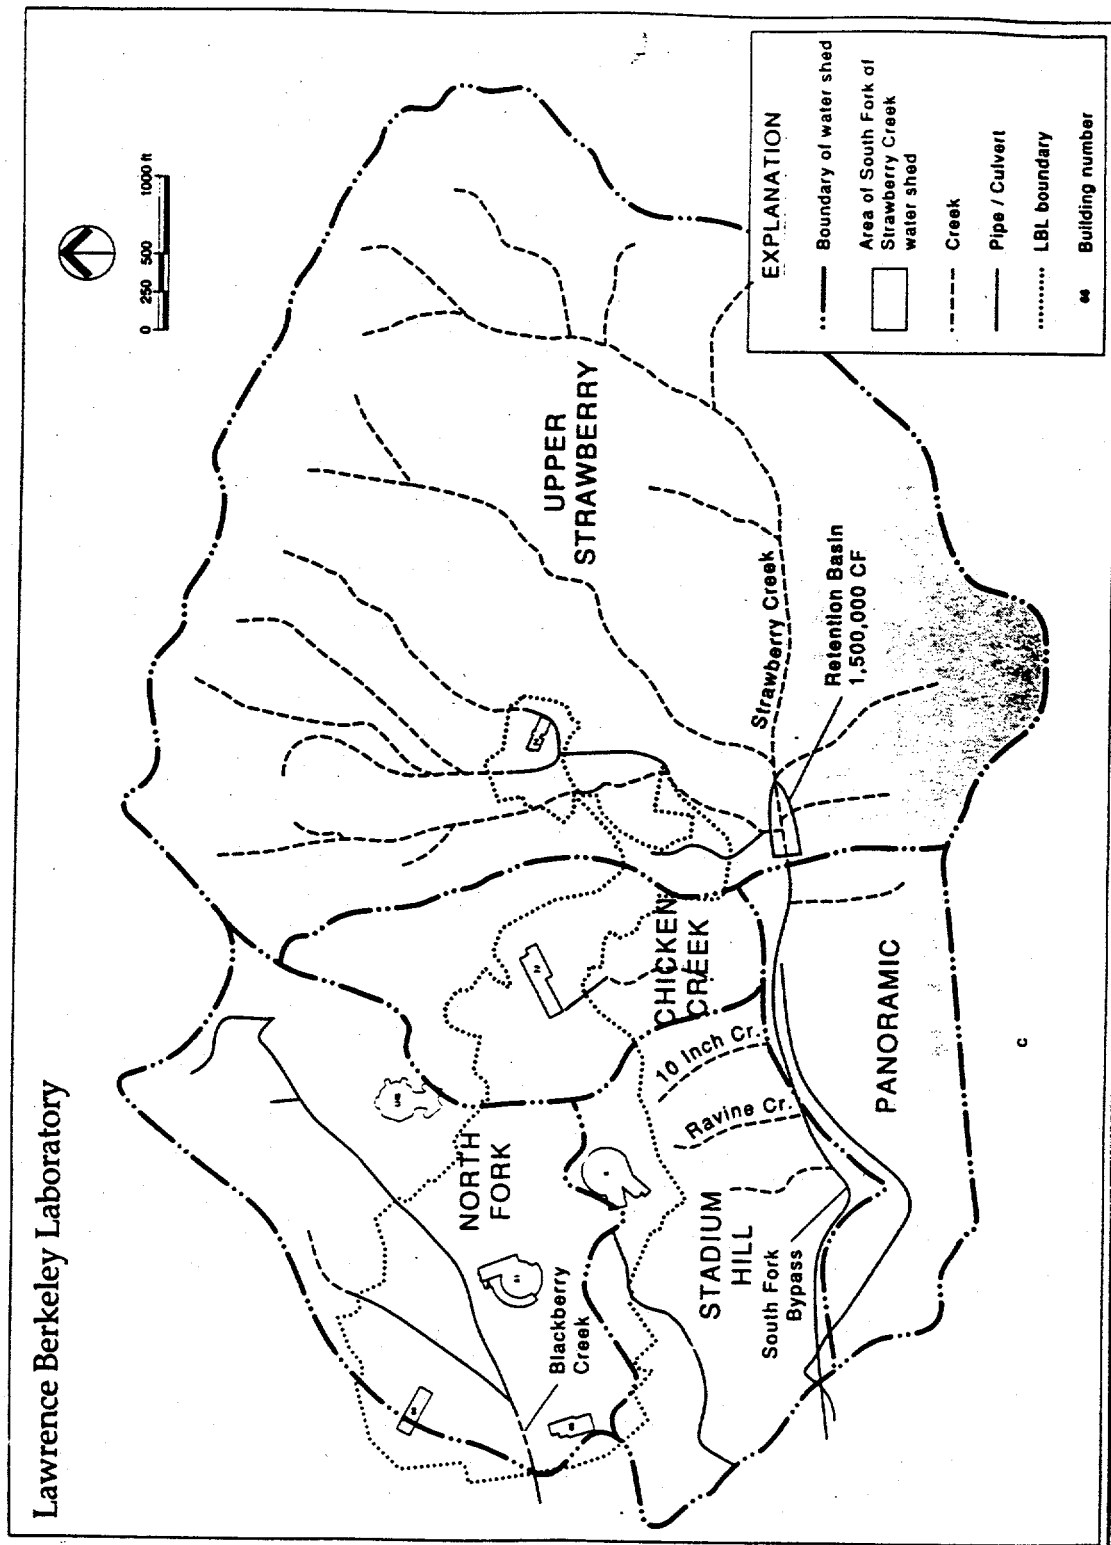 Lawrence Berkeley Laboratory
0 250 500 1000 ft
UPPER
STRAWBERRY
Strawberry Creek
Retention Basin
1,500,000 CF
NORTH
FORK
CHICKEN
CREEK
10 Inch Cr.
Ravine Cr.
Blackberry
Creek
STADIUM
HILL
South Fork
Bypass
PANORAMIC
C
EXPLANATION
Boundary of water shed
Area of South Fork of
Strawberry Creek
water shed
Creek
Pipe / Culvert
LBL boundary
Building number